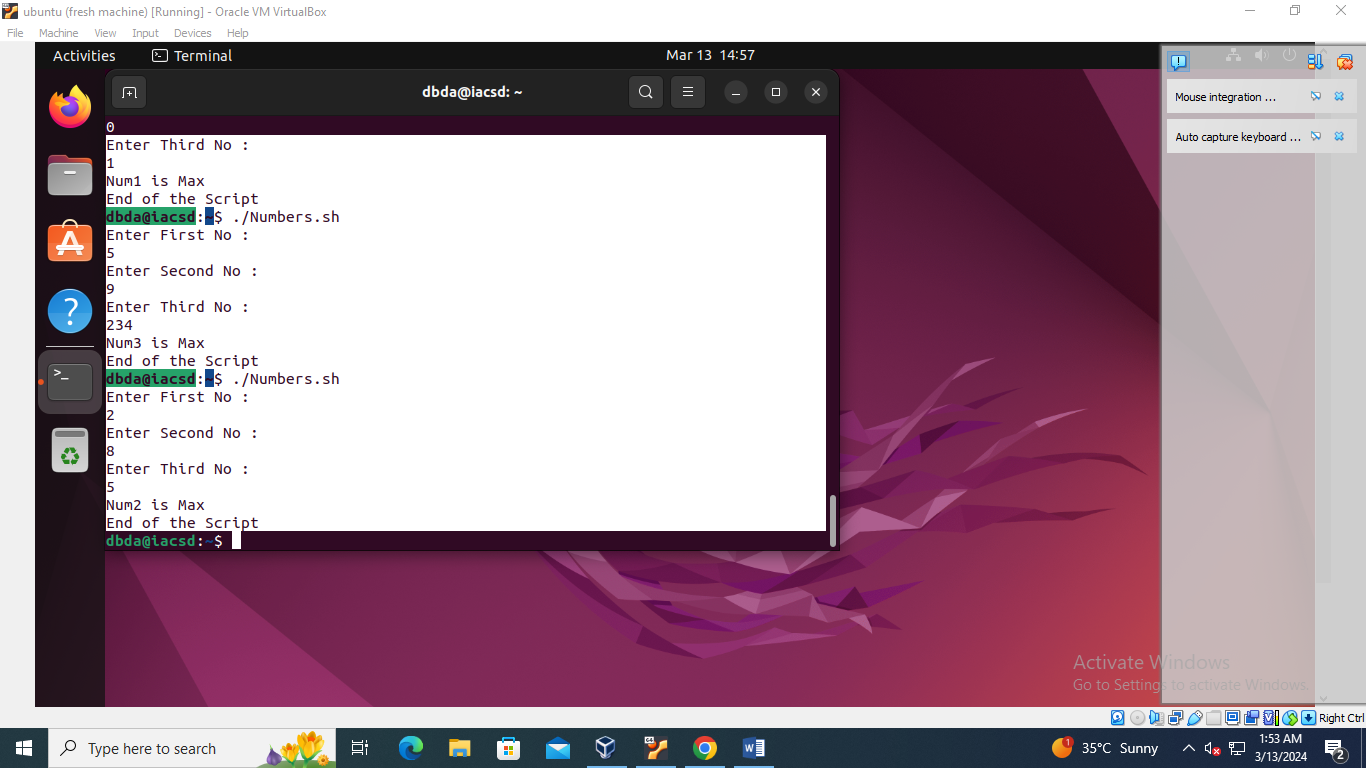 ubuntu (fresh machine) [Running] - Oracle VM VirtualBox
File Machine View Input Devices Help
Activities Terminal Mar 13 14:57
dbda@iacsd: ~
0
Enter Third No :
1
Num1 is Max
End of the Script
dbda@iacsd:~$ ./Numbers.sh
Enter First No :
5
Enter Second No :
9
Enter Third No :
234
Num3 is Max
End of the Script
dbda@iacsd:~$ ./Numbers.sh
Enter First No :
2
Enter Second No :
8
Enter Third No :
5
Num2 is Max
End of the Script
dbda@iacsd:~$
Mouse integration ...
Auto capture keyboard ...
Activate Windows
Go to Settings to activate Windows.
Right Ctrl
Type here to search
35°C Sunny
1:53 AM
3/13/2024
1
2